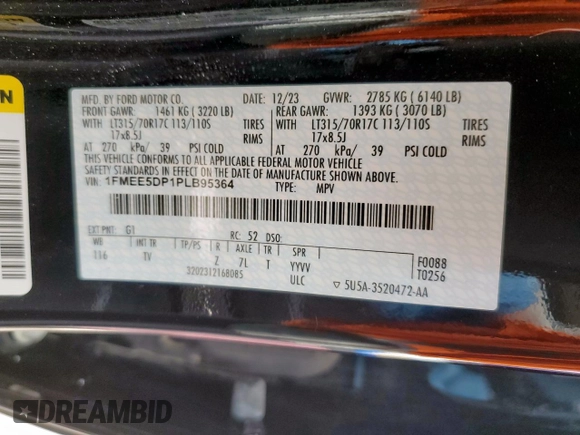 MFD. BY FORD MOTOR CO. 12/23 GVWR: 2785 KG ( 6140 LB)
FRONT GAWR: 1461 KG ( 3220 LB) REAR GAWR: 1393 KG ( 3070 LB)
WITH LT315/70R17C 113/110S TIRES WITH LT315/70R17C 113/110S TIRES
17x8.5J RIMS 17x8.5J RIMS
AT 270 kPa/ 39 PSI COLD AT 270 kPa/ 39 PSI COLD
THIS VEHICLE CONFORMS TO ALL APPLICABLE FEDERAL MOTOR VEHICLE
SAFETY STANDARDS IN EFFECT ON THE DATE OF MANUFACTURE SHOWN ABOVE.
VIN: 1FMEE5DP1PLB95364 TYPE: MPV
EXT PNT: G1 RC: 52 DSO: F0088
WB INT TR TP/PS R AXLE TR SPR T0256
116 TV Z 7L T YYVV
3202312168085 ULC 5U5A-3520472-AA
DREAMBID